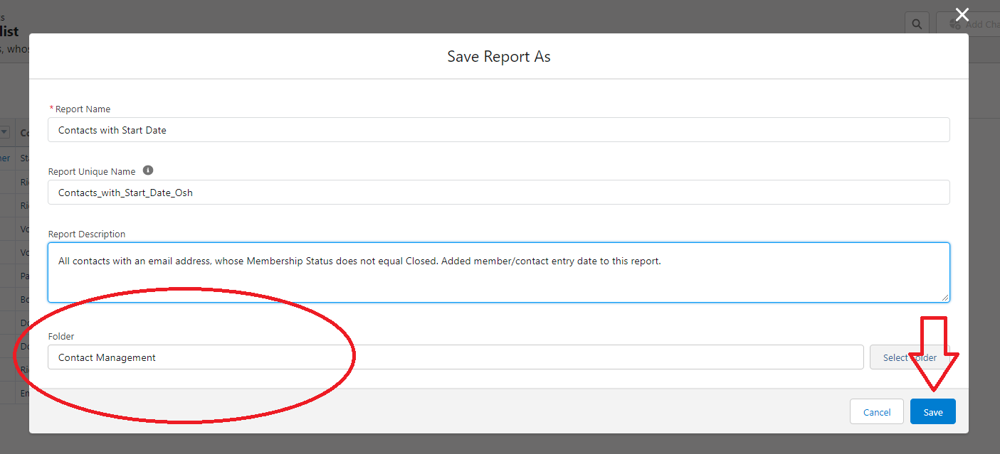 list
s, whos
Add Cha
Save Report As
* Report Name
Contacts with Start Date
Report Unique Name
Contacts_with_Start_Date_Osh
Report Description
All contacts with an email address, whose Membership Status does not equal Closed. Added member/contact entry date to this report.
Folder
Contact Management
Select Folder
Cancel
Save